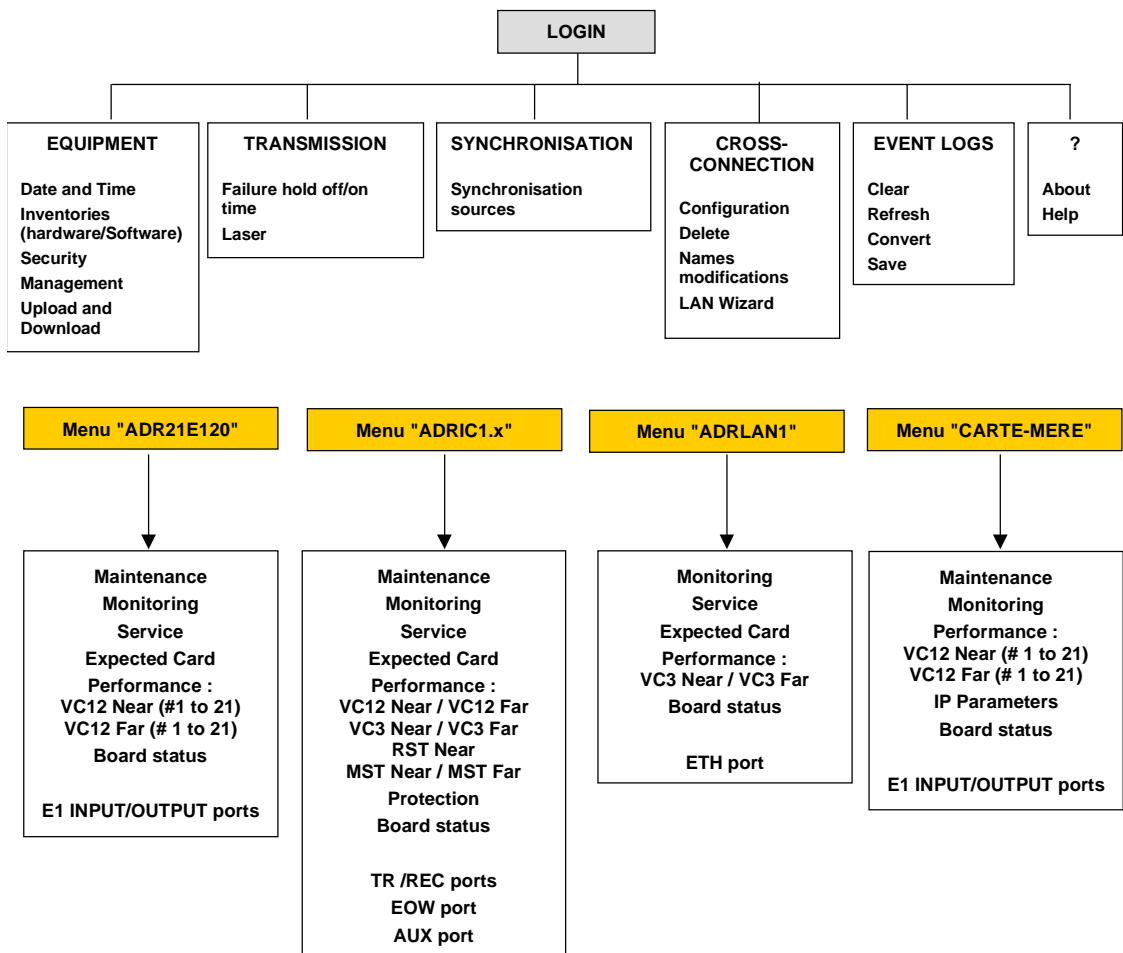 LOGIN
EQUIPMENT
Date and Time
Inventories
(hardware/Software)
Security
Management
Upload and
Download
TRANSMISSION
Failure hold off/on
time
Laser
SYNCHRONISATION
Synchronisation
sources
CROSS-
CONNECTION
Configuration
Delete
Names
modifications
LAN Wizard
EVENT LOGS
Clear
Refresh
Convert
Save
?
About
Help
Menu "ADR21E120"
Maintenance
Monitoring
Service
Expected Card
Performance :
VC12 Near (#1 to 21)
VC12 Far (# 1 to 21)
Board status
E1 INPUT/OUTPUT ports
Menu "ADRIC1.x"
Maintenance
Monitoring
Service
Expected Card
Performance :
VC12 Near / VC12 Far
VC3 Near / VC3 Far
RST Near
MST Near / MST Far
Protection
Board status
TR /REC ports
EOW port
AUX port
Menu "ADRLAN1"
Monitoring
Service
Expected Card
Performance :
VC3 Near / VC3 Far
Board status
ETH port
Menu "CARTE-MERE"
Maintenance
Monitoring
Performance :
VC12 Near (# 1 to 21)
VC12 Far (# 1 to 21)
IP Parameters
Board status
E1 INPUT/OUTPUT ports